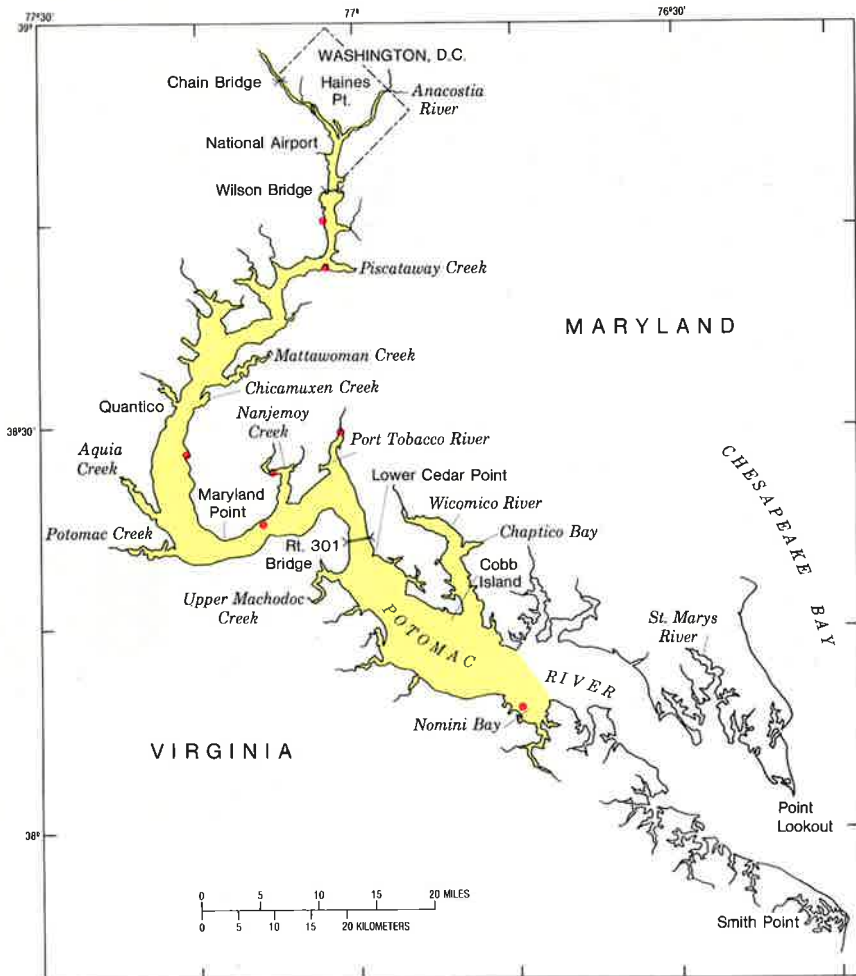 77°30'
77°
76°30'
39°
WASHINGTON, D.C.
Chain Bridge
Haines
Pt.
Anacostia
River
National Airport
Wilson Bridge
Piscataway Creek
MARYLAND
Mattawoman Creek
Chicamuxen Creek
Quantico
Nanjemoy
Creek
38°30'
Port Tobacco River
Aquia
Creek
Lower Cedar Point
Maryland
Point
Wicomico River
CHESAPEAKE BAY
Chaptico Bay
Potomac Creek
Rt. 301
Bridge
Cobb
Island
Upper Machodoc
Creek
St. Marys
River
POTOMAC
RIVER
Nomini Bay
VIRGINIA
Point
Lookout
38°
0 5 10 15 20 MILES
0 5 10 15 20 KILOMETERS
Smith Point